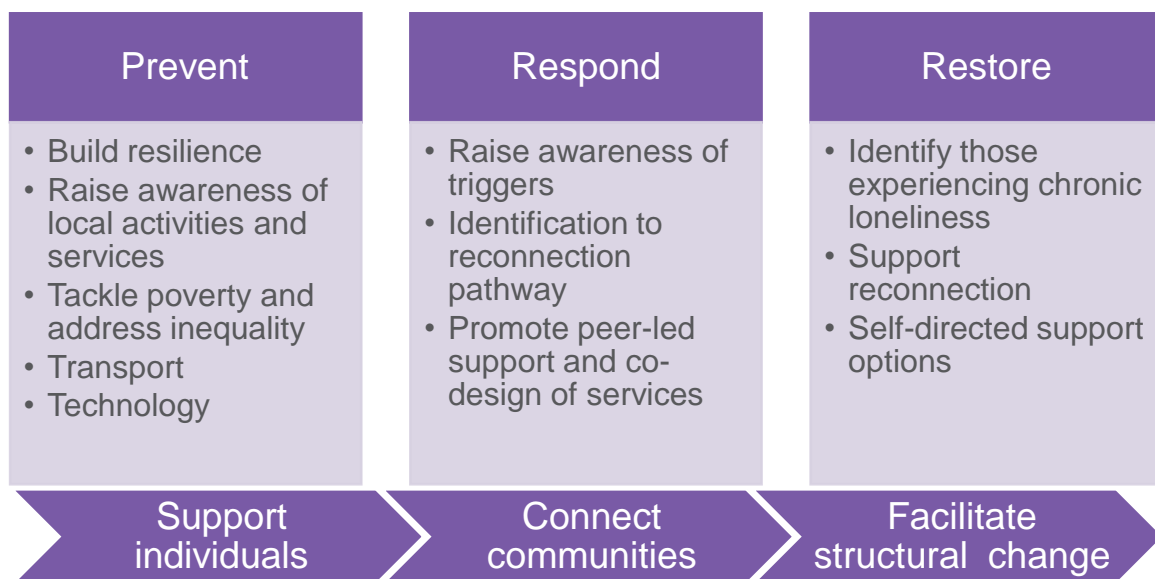 Prevent
• Build resilience
• Raise awareness of
local activities and
services
• Tackle poverty and
address inequality
• Transport
• Technology
Respond
• Raise awareness of
triggers
• Identification to
reconnection
pathway
• Promote peer-led
support and co-
design of services
Restore
• Identify those
experiencing chronic
loneliness
• Support
reconnection
• Self-directed support
options
Support
individuals
Connect
communities
Facilitate
structural change